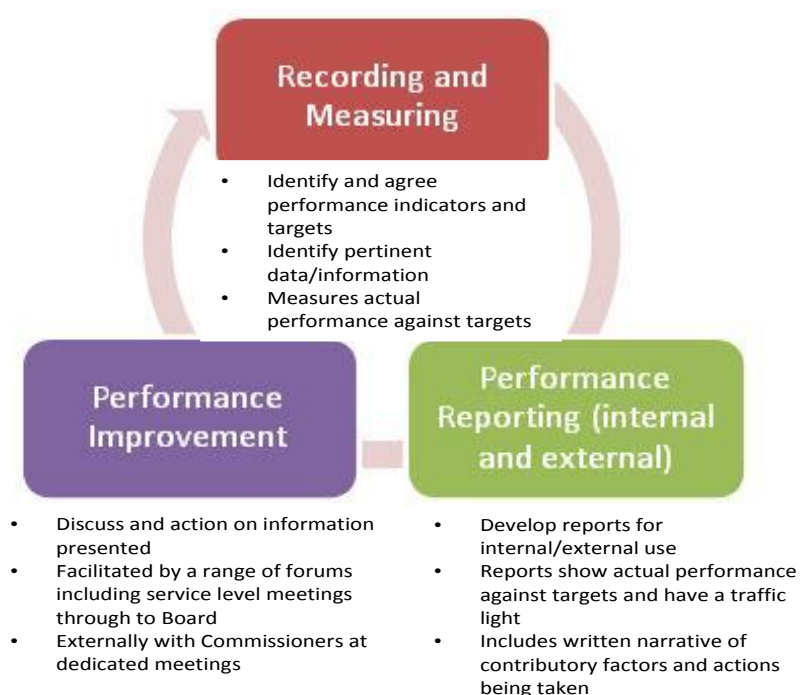 Recording and
Measuring
• Identify and agree
performance indicators and
targets
• Identify pertinent
data/information
• Measures actual
performance against targets
Performance
Improvement
• Discuss and action on information
presented
• Facilitated by a range of forums
including service level meetings
through to Board
• Externally with Commissioners at
dedicated meetings
Performance
Reporting (internal
and external)
• Develop reports for
internal/external use
• Reports show actual performance
against targets and have a traffic
light
• Includes written narrative of
contributory factors and actions
being taken